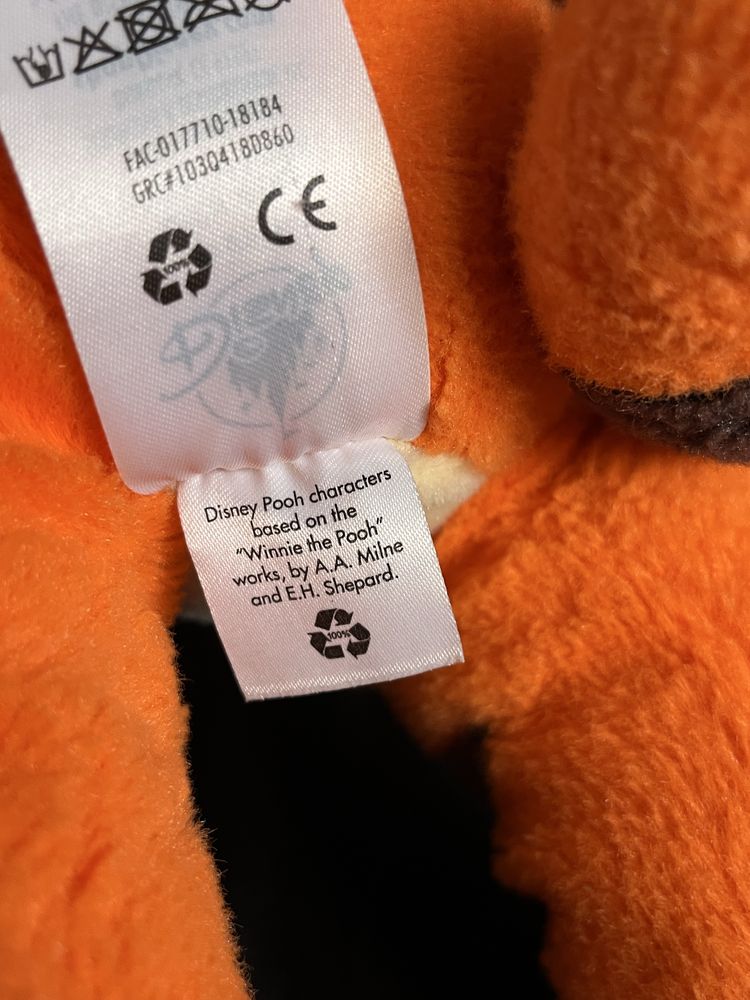 FAC-017710-18184
GRC#1030418D860
CE
100%
Disney Pooh characters
based on the
"Winnie the Pooh"
works, by A.A. Milne
and E.H. Shepard.
100%